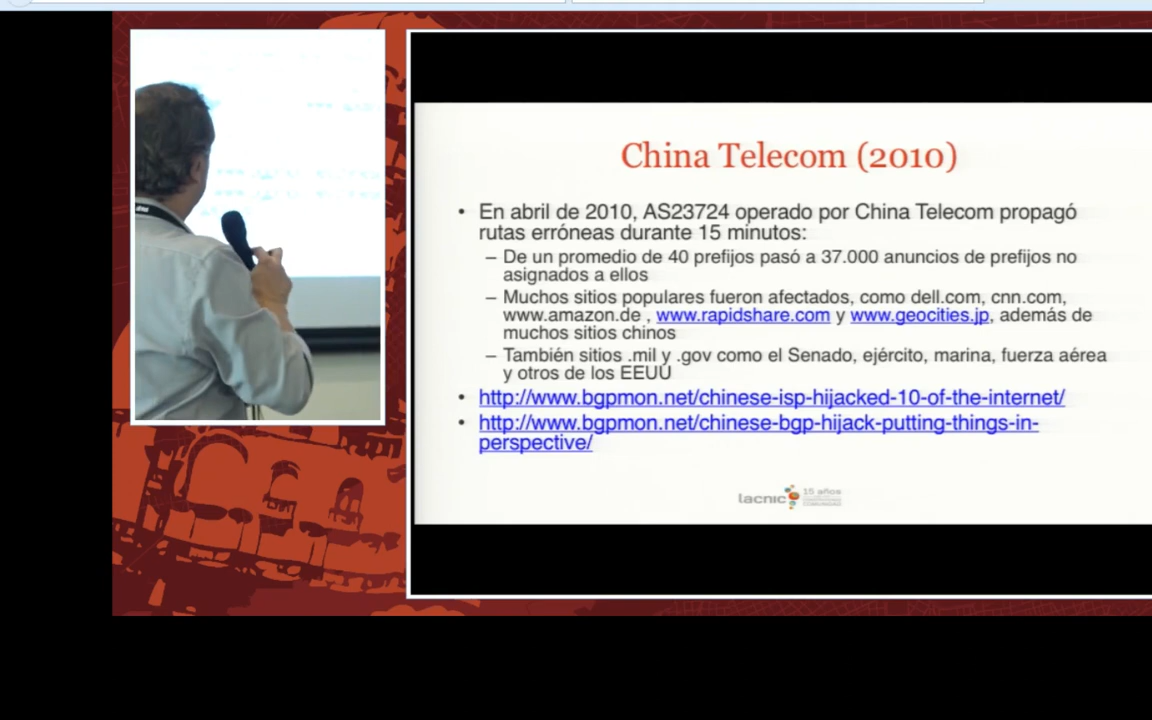 China Telecom (2010)
• En abril de 2010, AS23724 operado por China Telecom propagó
rutas erróneas durante 15 minutos:
– De un promedio de 40 prefijos pasó a 37.000 anuncios de prefijos no
asignados a ellos
– Muchos sitios populares fueron afectados, como dell.com, cnn.com,
www.amazon.de , www.rapidshare.com y www.geocities.jp, además de
muchos sitios chinos
– También sitios .mil y .gov como el Senado, ejército, marina, fuerza aérea
y otros de los EEUU
• http://www.bgpmon.net/chinese-isp-hijacked-10-of-the-internet/
• http://www.bgpmon.net/chinese-bgp-hijack-putting-things-in-
perspective/
lacnic 15 años